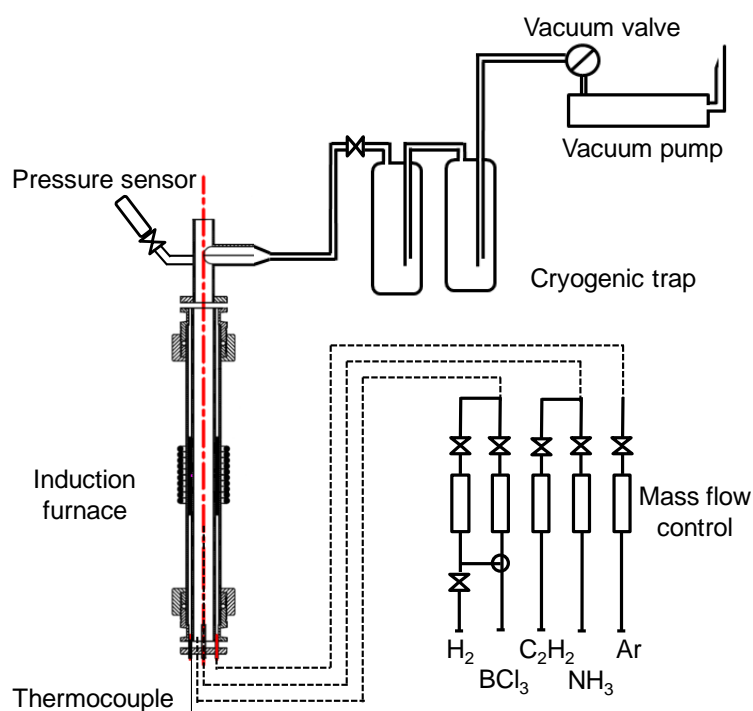 Vacuum valve
Vacuum pump
Pressure sensor
Cryogenic trap
Induction
furnace
Mass flow
control
H₂
C₂H₂
Ar
BCl₃
NH₃
Thermocouple